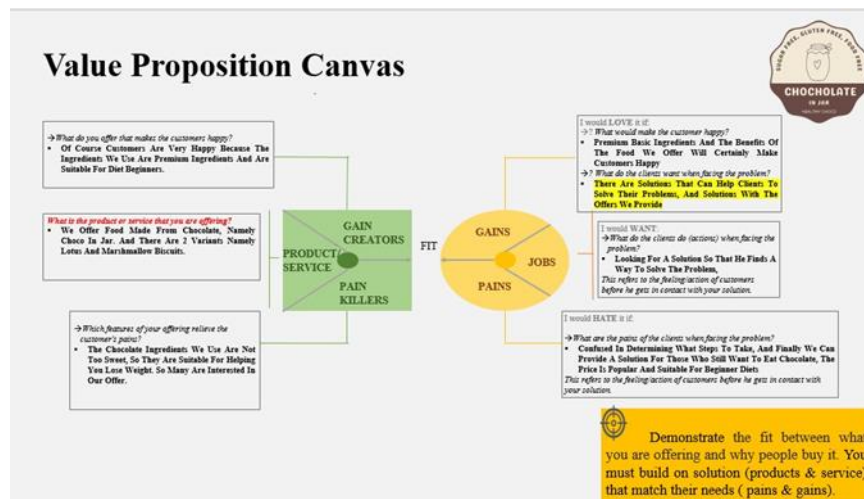 Value Proposition Canvas
SUGAR FREE, GLUTEN FREE, FOOD FREE
CHOCHOLATE
IN JAR
HEALTHY CHOCO
→What do you offer that makes the customers happy?
• Of Course Customers Are Very Happy Because The
Ingredients We Use Are Premium Ingredients And Are
Suitable For Diet Beginners.
What is the product or service that you are offering?
• We Offer Food Made From Chocolate, Namely
Choco In Jar. And There Are 2 Variants Namely
Lotus And Marshmallow Biscuits.
→Which features of your offering relieve the
customer's pains?
• The Chocolate Ingredients We Use Are Not
Too Sweet, So They Are Suitable For Helping
You Lose Weight. So Many Are Interested In
Our Offer.
GAIN
CREATORS
PRODUCT/
SERVICE
PAIN
KILLERS
FIT
GAINS
JOBS
PAINS
I would LOVE it if:
→? What would make the customer happy?
• Premium Basic Ingredients And The Benefits Of
The Food We Offer Will Certainly Make
Customers Happy
→? What do the clients want when facing the problem?
• There Are Solutions That Can Help Clients To
Solve Their Problems, And Solutions With The
Offers We Provide
I would WANT:
→What do the clients do (actions) when facing the
problem?
• Looking For A Solution So That He Finds A
Way To Solve The Problem,
This refers to the feeling/action of customers
before he gets in contact with your solution.
I would HATE it if:
→What are the pains of the clients when facing the problem?
• Confused In Determining What Steps To Take, And Finally We Can
Provide A Solution For Those Who Still Want To Eat Chocolate, The
Price Is Popular And Suitable For Beginner Diets
This refers to the feeling/action of customers before he gets in contact with
your solution.
Demonstrate the fit between what
you are offering and why people buy it. You
must build on solution (products & service)
that match their needs ( pains & gains).